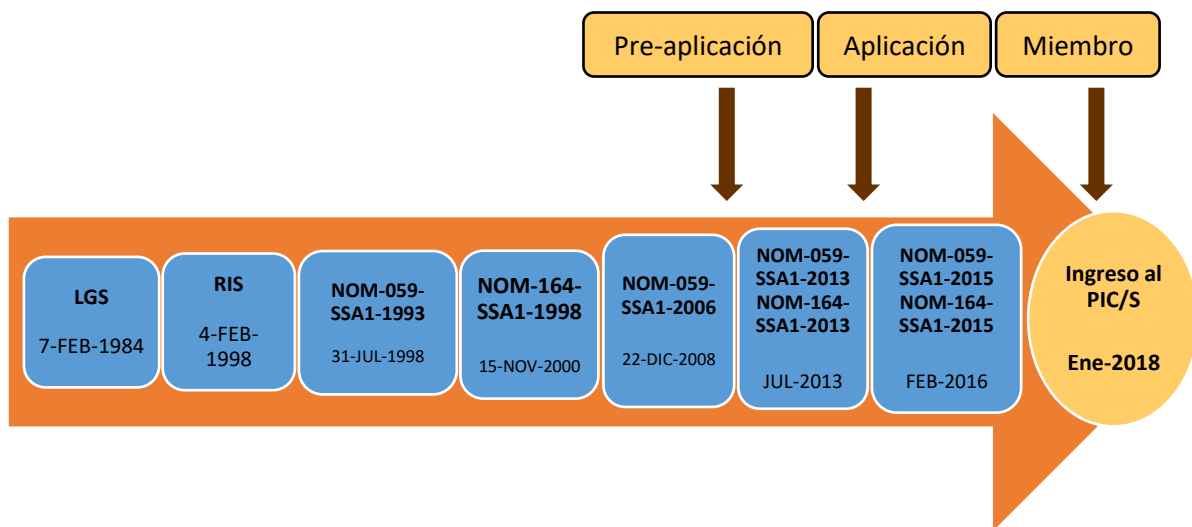 Pre-aplicación
Aplicación
Miembro
LGS
7-FEB-1984
RIS
4-FEB-
1998
NOM-059-
SSA1-1993
31-JUL-1998
NOM-164-
SSA1-1998
15-NOV-2000
NOM-059-
SSA1-2006
22-DIC-2008
NOM-059-
SSA1-2013
NOM-164-
SSA1-2013
JUL-2013
NOM-059-
SSA1-2015
NOM-164-
SSA1-2015
FEB-2016
Ingreso al
PIC/S
Ene-2018